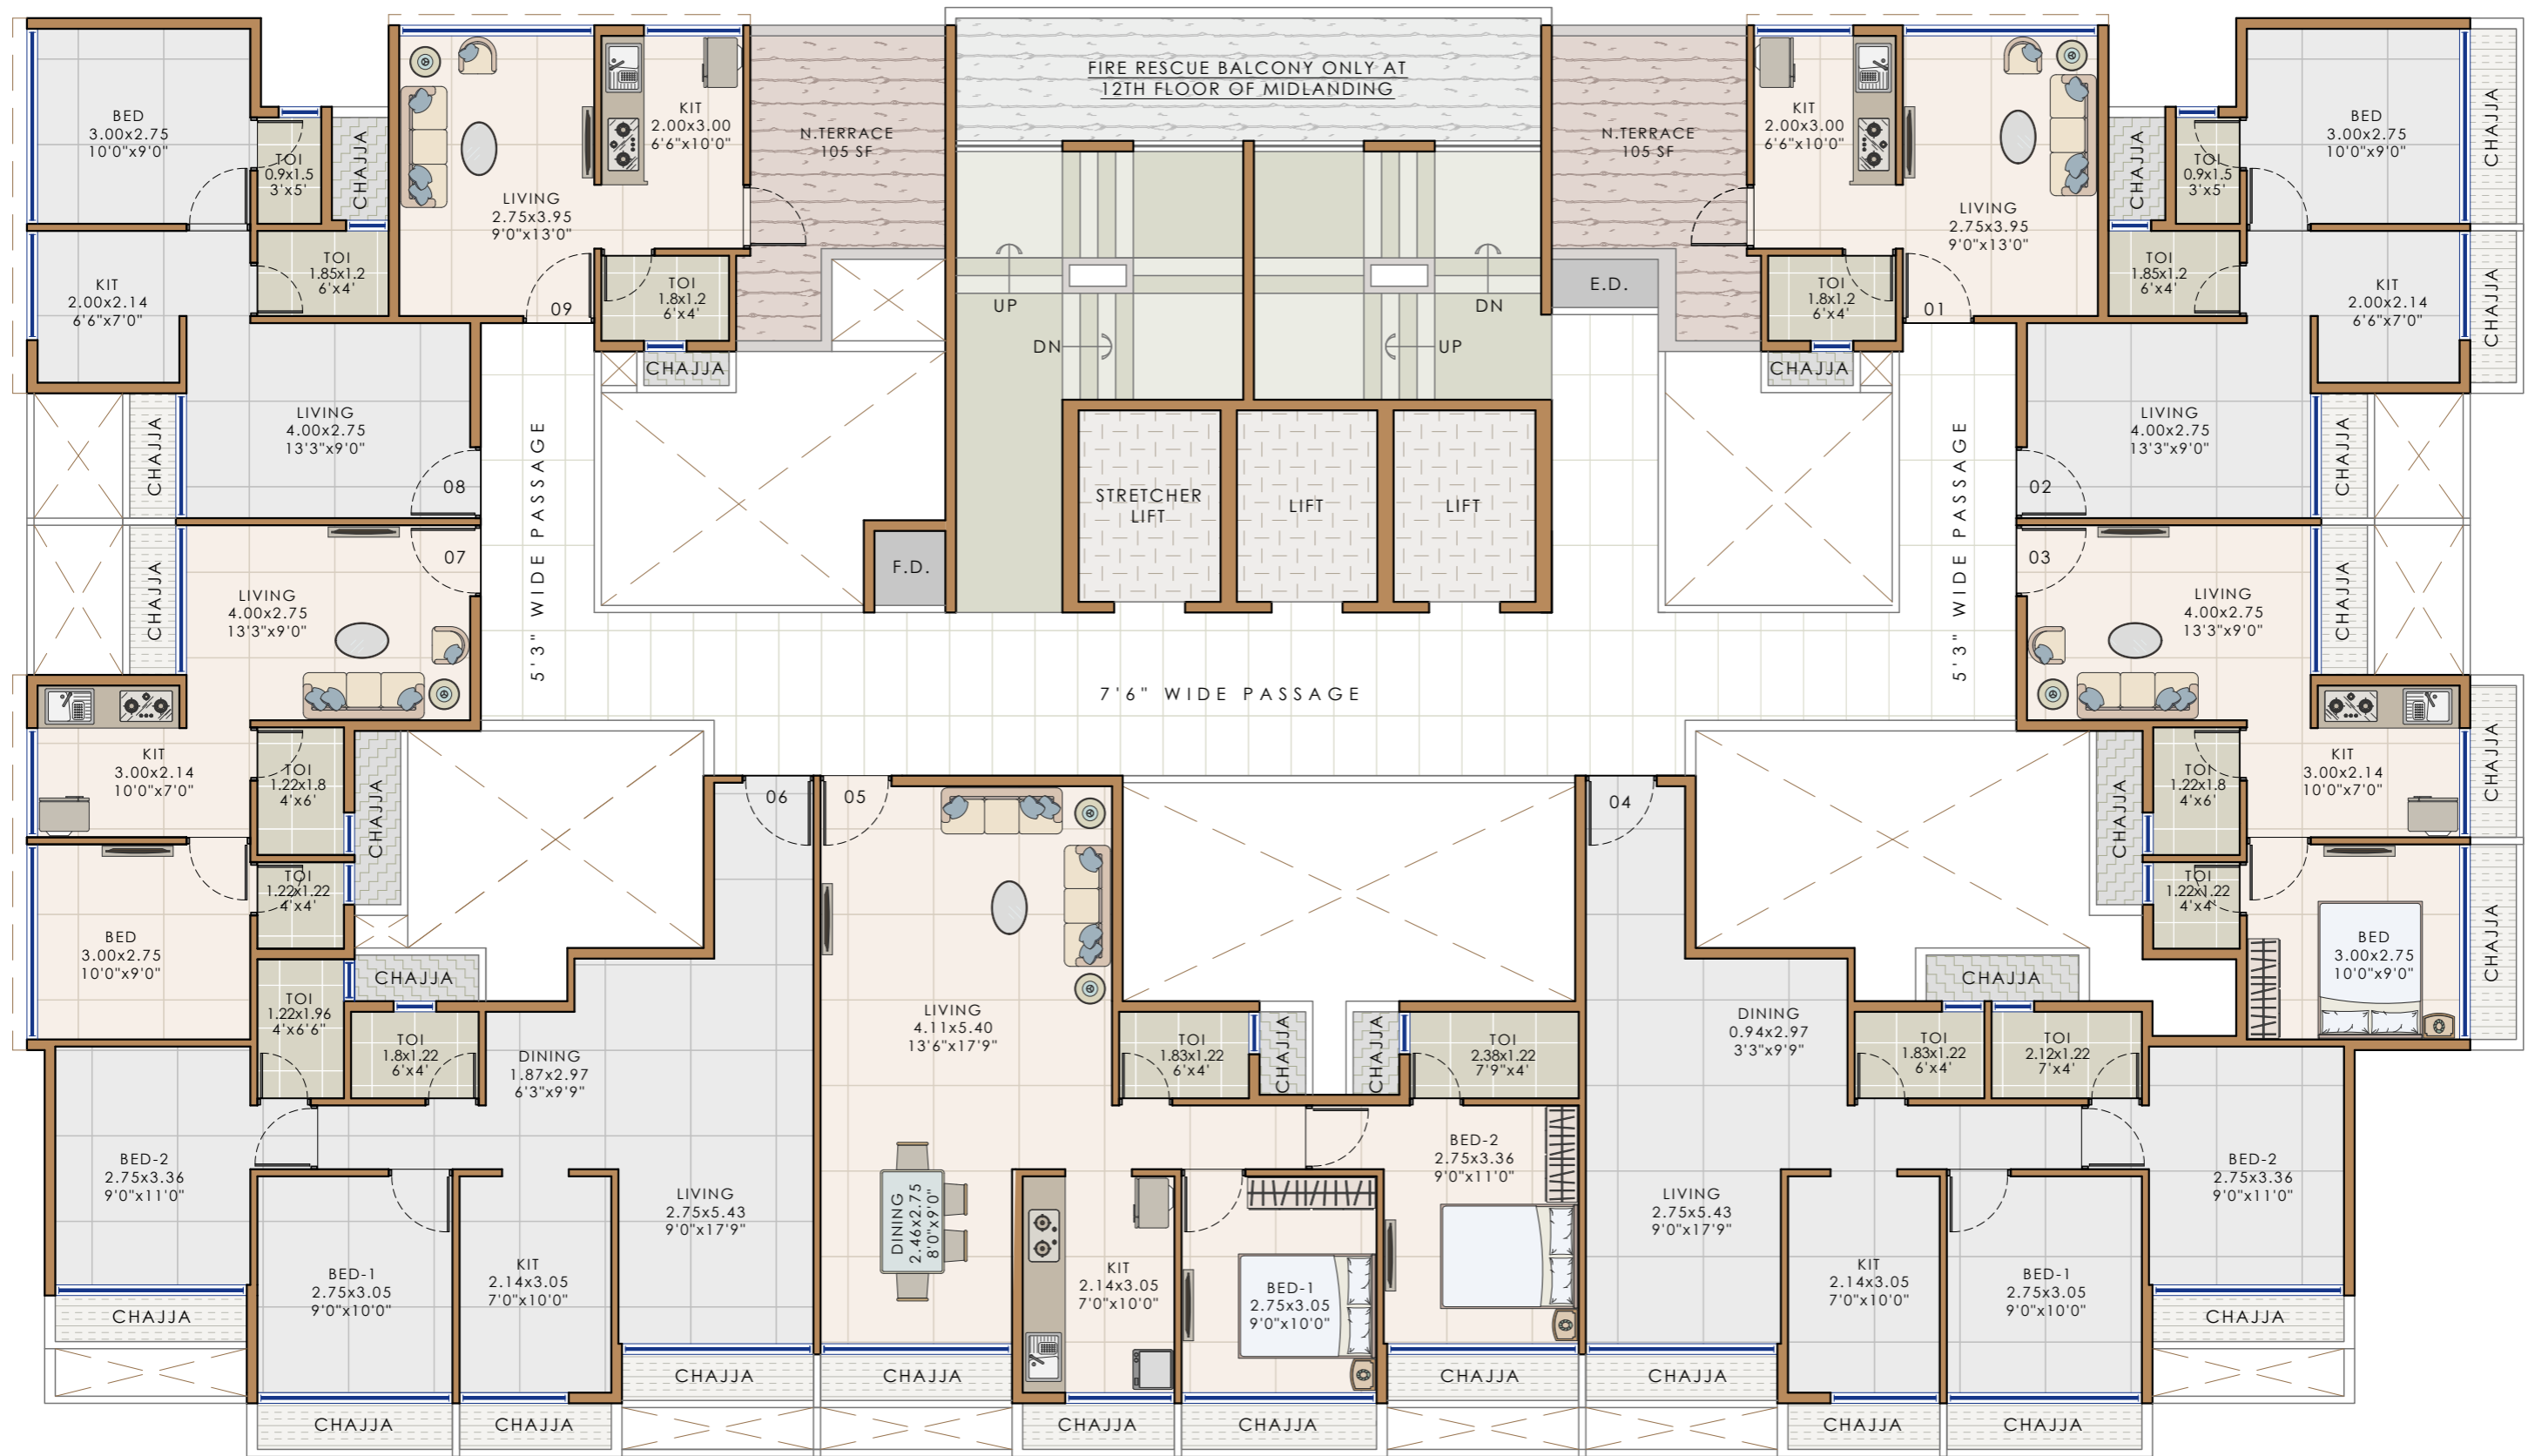 FIRE RESCUE BALCONY ONLY AT
12TH FLOOR OF MIDLANDING
BED
3.00x2.75
10'0"x9'0"
TOI
0.9x1.5
3'x5'
CHAJJA
KIT
2.00x3.00
6'6"x10'0"
N.TERRACE
105 SF
LIVING
2.75x3.95
9'0"x13'0"
TOI
1.85x1.2
6'x4'
KIT
2.00x2.14
6'6"x7'0"
09
TOI
1.8x1.2
6'x4'
CHAJJA
LIVING
4.00x2.75
13'3"x9'0"
CHAJJA
08
5'3" WIDE PASSAGE
UP
DN
DN
UP
STRETCHER
LIFT
LIFT
LIFT
F.D.
N.TERRACE
105 SF
E.D.
KIT
2.00x3.00
6'6"x10'0"
LIVING
2.75x3.95
9'0"x13'0"
TOI
1.8x1.2
6'x4'
01
CHAJJA
CHAJJA
TOI
0.9x1.5
3'x5'
BED
3.00x2.75
10'0"x9'0"
CHAJJA
TOI
1.85x1.2
6'x4'
KIT
2.00x2.14
6'6"x7'0"
CHAJJA
LIVING
4.00x2.75
13'3"x9'0"
02
CHAJJA
5'3" WIDE PASSAGE
07
LIVING
4.00x2.75
13'3"x9'0"
CHAJJA
KIT
3.00x2.14
10'0"x7'0"
TOI
1.22x1.8
4'x6'
CHAJJA
TOI
1.22x1.22
4'x4'
BED
3.00x2.75
10'0"x9'0"
7'6" WIDE PASSAGE
03
LIVING
4.00x2.75
13'3"x9'0"
CHAJJA
KIT
3.00x2.14
10'0"x7'0"
CHAJJA
TOI
1.22x1.8
4'x6'
CHAJJA
TOI
1.22x1.22
4'x4'
BED
3.00x2.75
10'0"x9'0"
CHAJJA
CHAJJA
TOI
1.22x1.96
4'x6'6"
TOI
1.8x1.22
6'x4'
06
DINING
1.87x2.97
6'3"x9'9"
BED-2
2.75x3.36
9'0"x11'0"
LIVING
2.75x5.43
9'0"x17'9"
BED-1
2.75x3.05
9'0"x10'0"
KIT
2.14x3.05
7'0"x10'0"
CHAJJA
CHAJJA
CHAJJA
CHAJJA
05
LIVING
4.11x5.40
13'6"x17'9"
TOI
1.83x1.22
6'x4'
CHAJJA
CHAJJA
TOI
2.38x1.22
7'9"x4'
DINING
2.46x2.75
8'0"x9'0"
BED-2
2.75x3.36
9'0"x11'0"
KIT
2.14x3.05
7'0"x10'0"
BED-1
2.75x3.05
9'0"x10'0"
CHAJJA
CHAJJA
CHAJJA
CHAJJA
04
DINING
0.94x2.97
3'3"x9'9"
CHAJJA
TOI
1.83x1.22
6'x4'
TOI
2.12x1.22
7'x4'
LIVING
2.75x5.43
9'0"x17'9"
BED-2
2.75x3.36
9'0"x11'0"
KIT
2.14x3.05
7'0"x10'0"
BED-1
2.75x3.05
9'0"x10'0"
CHAJJA
CHAJJA
CHAJJA
CHAJJA